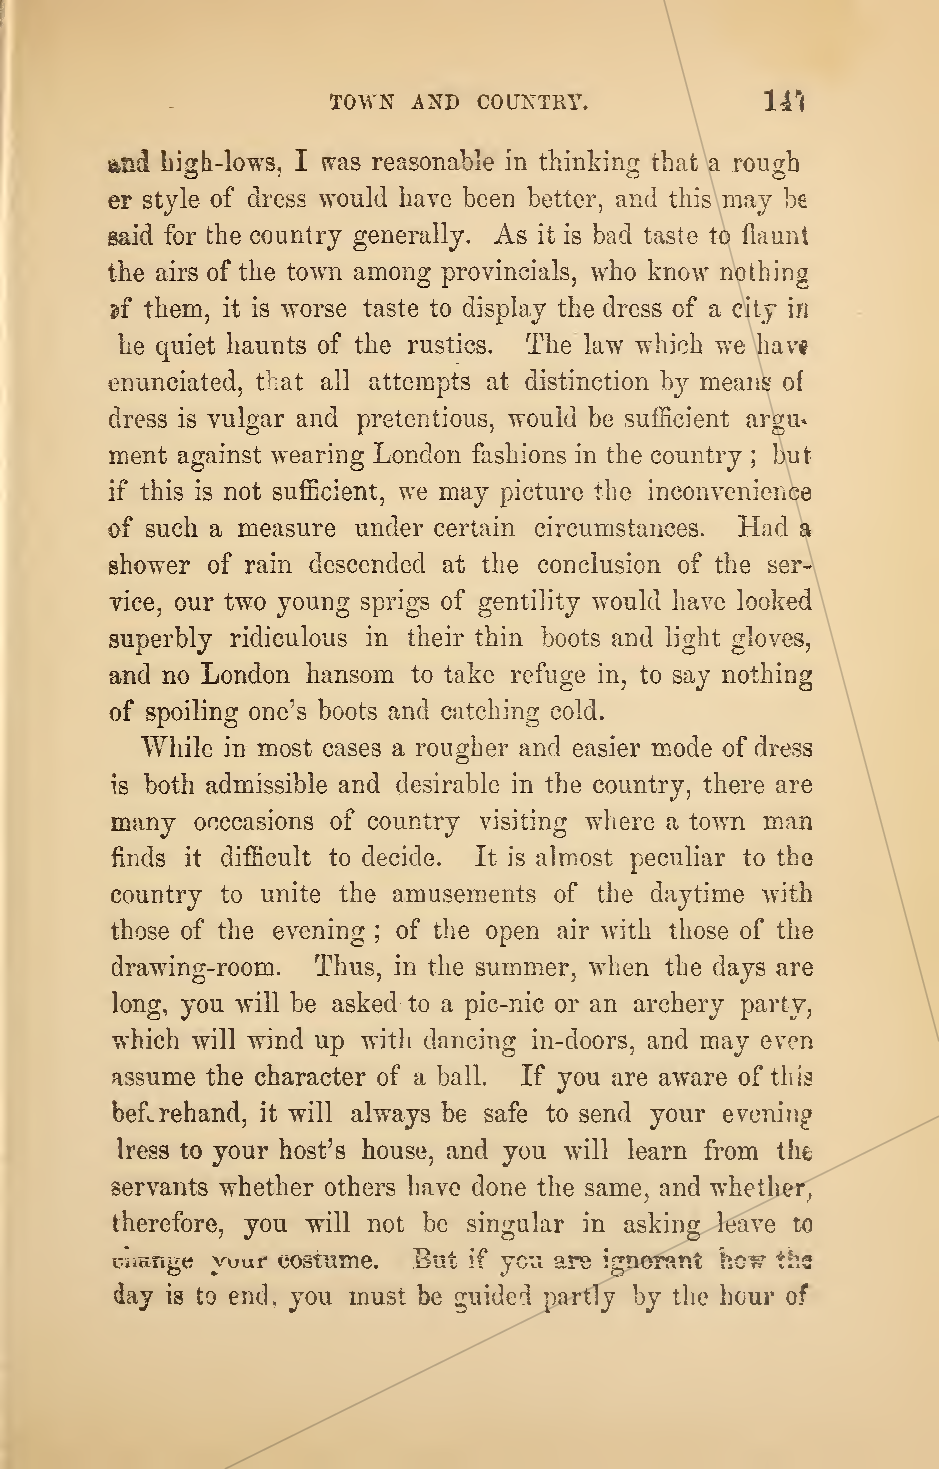 TOWN AND COUNTRY. 147
and high-lows, I was reasonable in thinking that a rough
er style of dress would have been better, and this may be
said for the country generally. As it is bad taste to flaunt
the airs of the town among provincials, who know nothing
of them, it is worse taste to display the dress of a city in
he quiet haunts of the rustics. The law which we have
enunciated, that all attempts at distinction by means of
dress is vulgar and pretentious, would be sufficient argu-
ment against wearing London fashions in the country ; but
if this is not sufficient, we may picture the inconvenience
of such a measure under certain circumstances. Had a
shower of rain descended at the conclusion of the ser-
vice, our two young sprigs of gentility would have looked
superbly ridiculous in their thin boots and light gloves,
and no London hansom to take refuge in, to say nothing
of spoiling one's boots and catching cold.
While in most cases a rougher and easier mode of dress
is both admissible and desirable in the country, there are
many occcasions of country visiting where a town man
finds it difficult to decide. It is almost peculiar to the
country to unite the amusements of the daytime with
those of the evening ; of the open air with those of the
drawing-room. Thus, in the summer, when the days are
long, you will be asked to a pic-nic or an archery party,
which will wind up with dancing in-doors, and may even
assume the character of a ball. If you are aware of this
beforehand, it will always be safe to send your evening
dress to your host's house, and you will learn from the
servants whether others have done the same, and whether,
therefore, you will not be singular in asking leave to
change your costume. But if you are ignorant how the
day is to end, you must be guided partly by the hour of